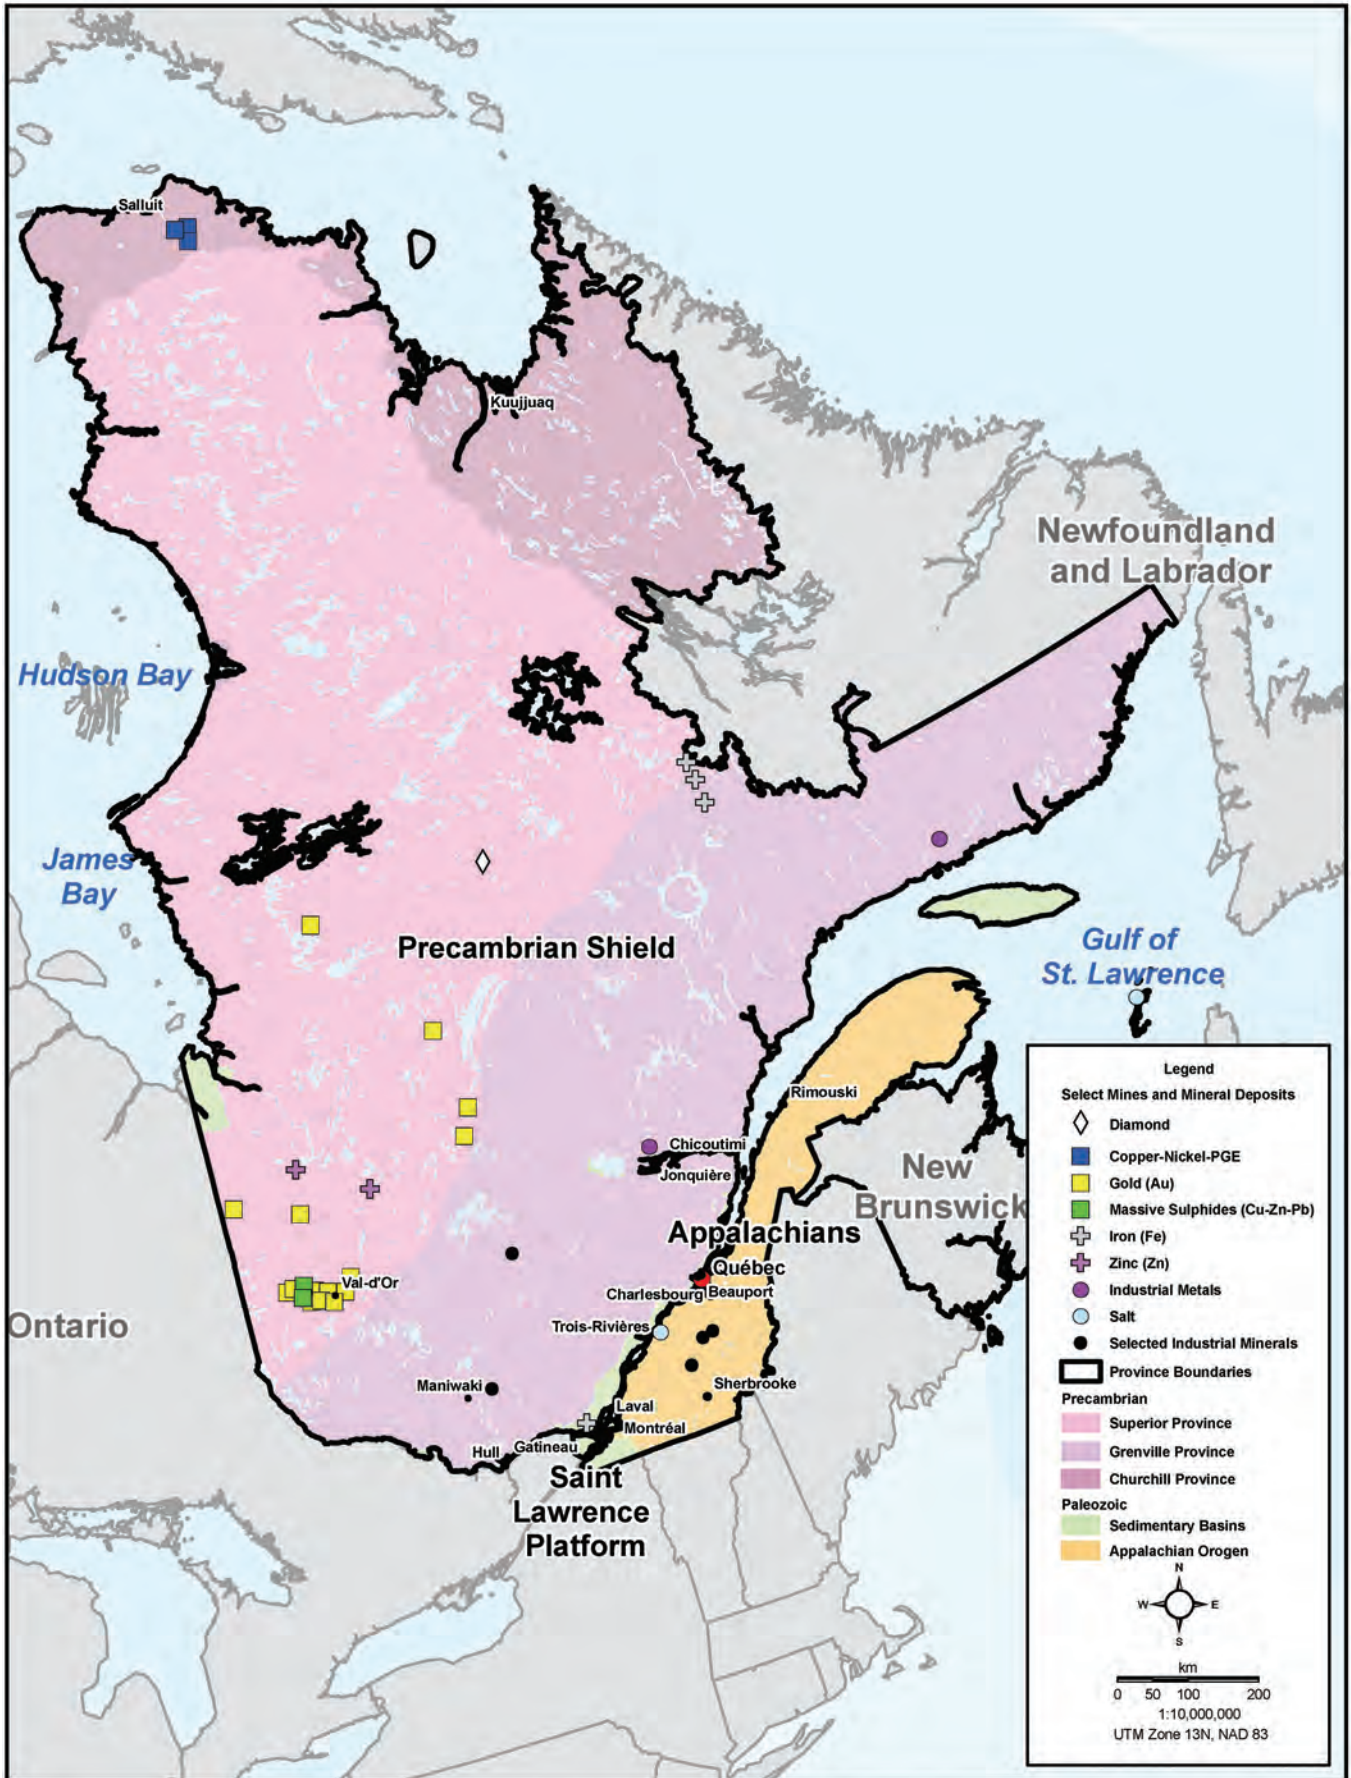 Salluit
Kuujjuaq
Newfoundland
and Labrador
Hudson Bay
James
Bay
Precambrian Shield
Gulf of
St. Lawrence
Rimouski
Chicoutimi
Jonquière
New
Brunswick
Appalachians
Québec
Val-d'Or
Charlesbourg
Beauport
Ontario
Trois-Rivières
Maniwaki
Sherbrooke
Laval
Montréal
Hull
Gatineau
Saint
Lawrence
Platform
Legend
Select Mines and Mineral Deposits
Diamond
Copper-Nickel-PGE
Gold (Au)
Massive Sulphides (Cu-Zn-Pb)
Iron (Fe)
Zinc (Zn)
Industrial Metals
Salt
Selected Industrial Minerals
Province Boundaries
Precambrian
Superior Province
Grenville Province
Churchill Province
Paleozoic
Sedimentary Basins
Appalachian Orogen
N
W E
S
km
0 50 100 200
1:10,000,000
UTM Zone 13N, NAD 83